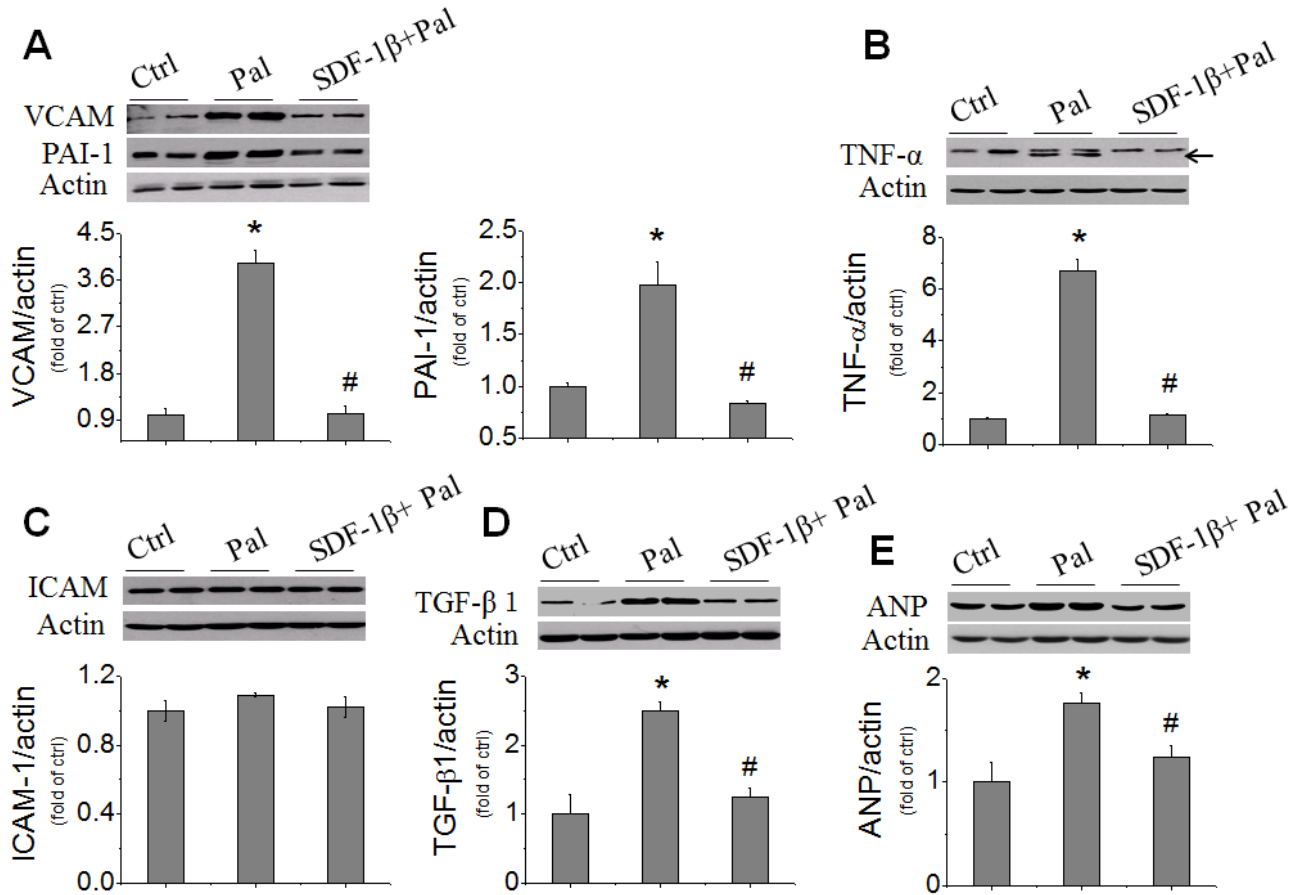 A
Ctrl Pal SDF-1β+Pal
VCAM
PAI-1
Actin
VCAM/actin
(fold of ctrl)
4.5
3.6
2.7
1.8
0.9
*
#
PAI-1/actin
(fold of ctrl)
2.5
2.0
1.5
1.0
0.5
*
#
B
Ctrl Pal SDF-1β+Pal
TNF-α
Actin
TNF-α/actin
(fold of ctrl)
8
6
4
2
0
*
#
C
Ctrl Pal SDF-1β+ Pal
ICAM
Actin
ICAM-1/actin
(fold of ctrl)
1.2
0.8
0.4
0.0
D
Ctrl Pal SDF-1β+ Pal
TGF-β 1
Actin
TGF-β1/actin
(fold of ctrl)
3
2
1
0
*
#
E
Ctrl Pal SDF-1β+ Pal
ANP
Actin
ANP/actin
(fold of ctrl)
2
1
0
*
#